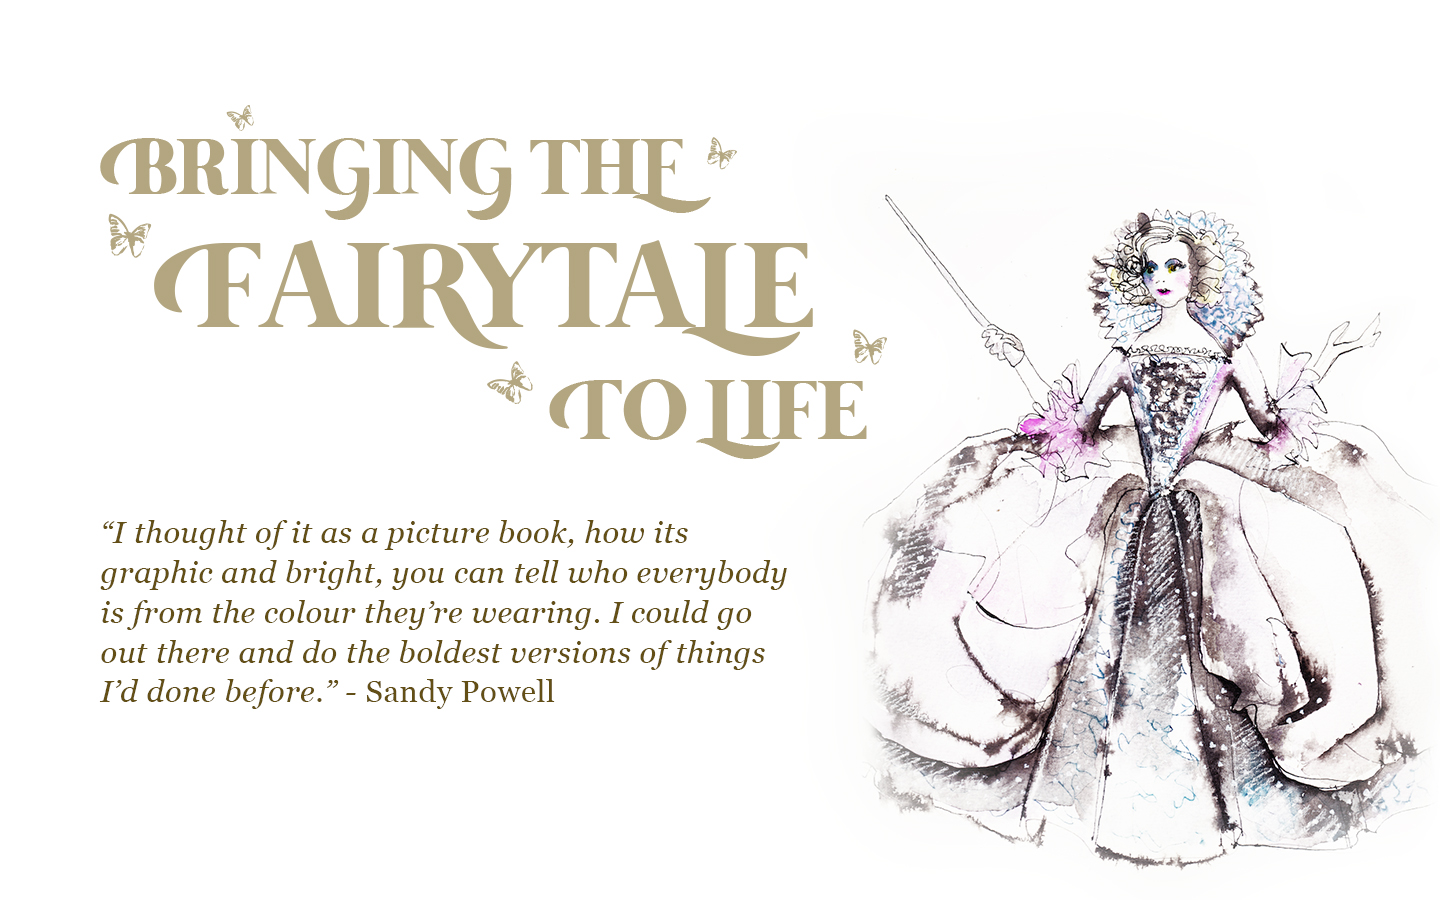 BRINGING THE
FAIRYTALE
TO LIFE
“I thought of it as a picture book, how its
graphic and bright, you can tell who everybody
is from the colour they’re wearing. I could go
out there and do the boldest versions of things
I’d done before.” - Sandy Powell